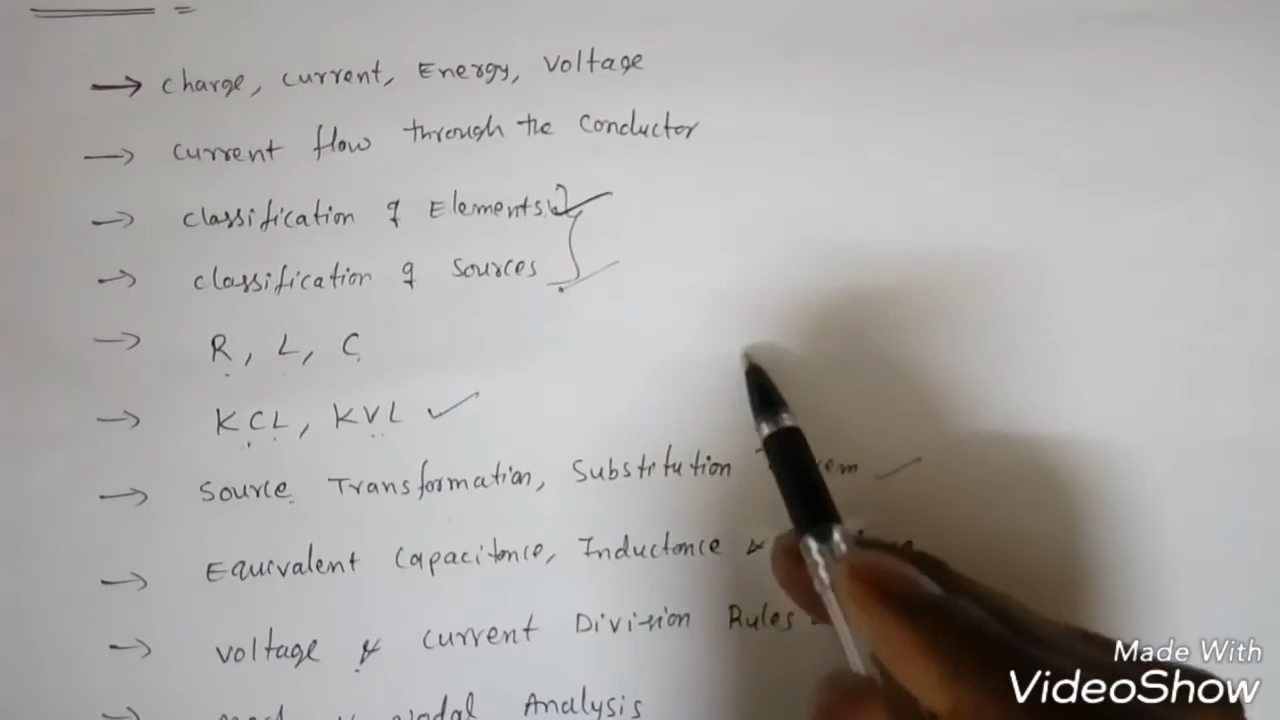 → charge, current, Energy, Voltage
→ current flow through the conductor
→ classification of Elements
→ classification of Sources
→ R, L, C
→ KCL, KVL ✓
→ Source Transformation, Substitution ✓
→ Equivalent Capacitance, Inductance &
→ voltage & current Division Rules
→ & nodal Analysis
Made With
VideoShow